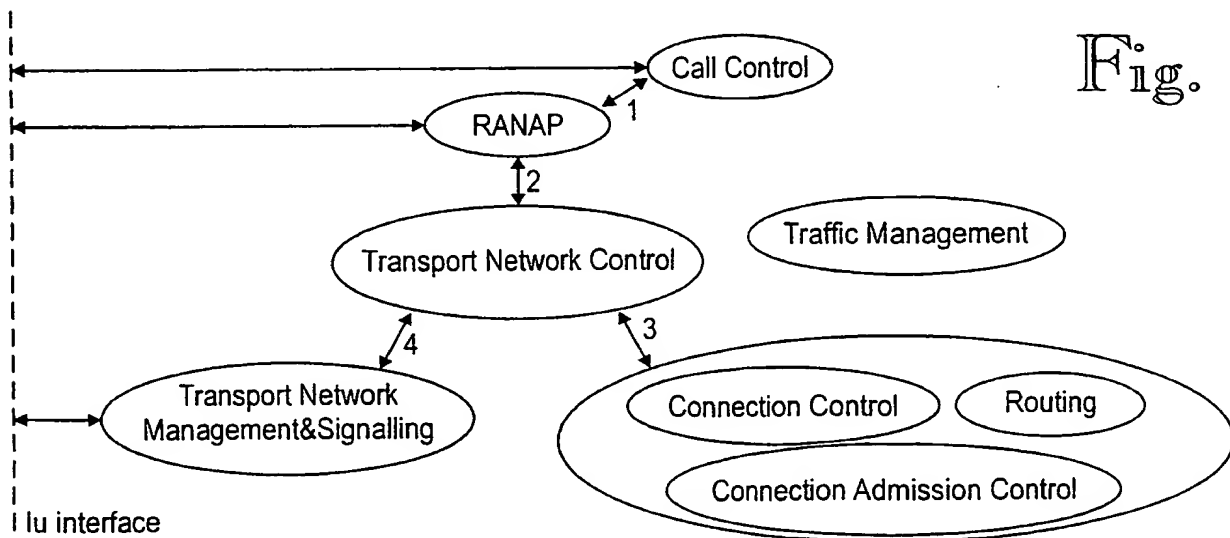 Fig.
Call Control
1
RANAP
2
Traffic Management
Transport Network Control
3
4
Transport Network
Management&Signalling
Connection Control
Routing
Connection Admission Control
Iu interface